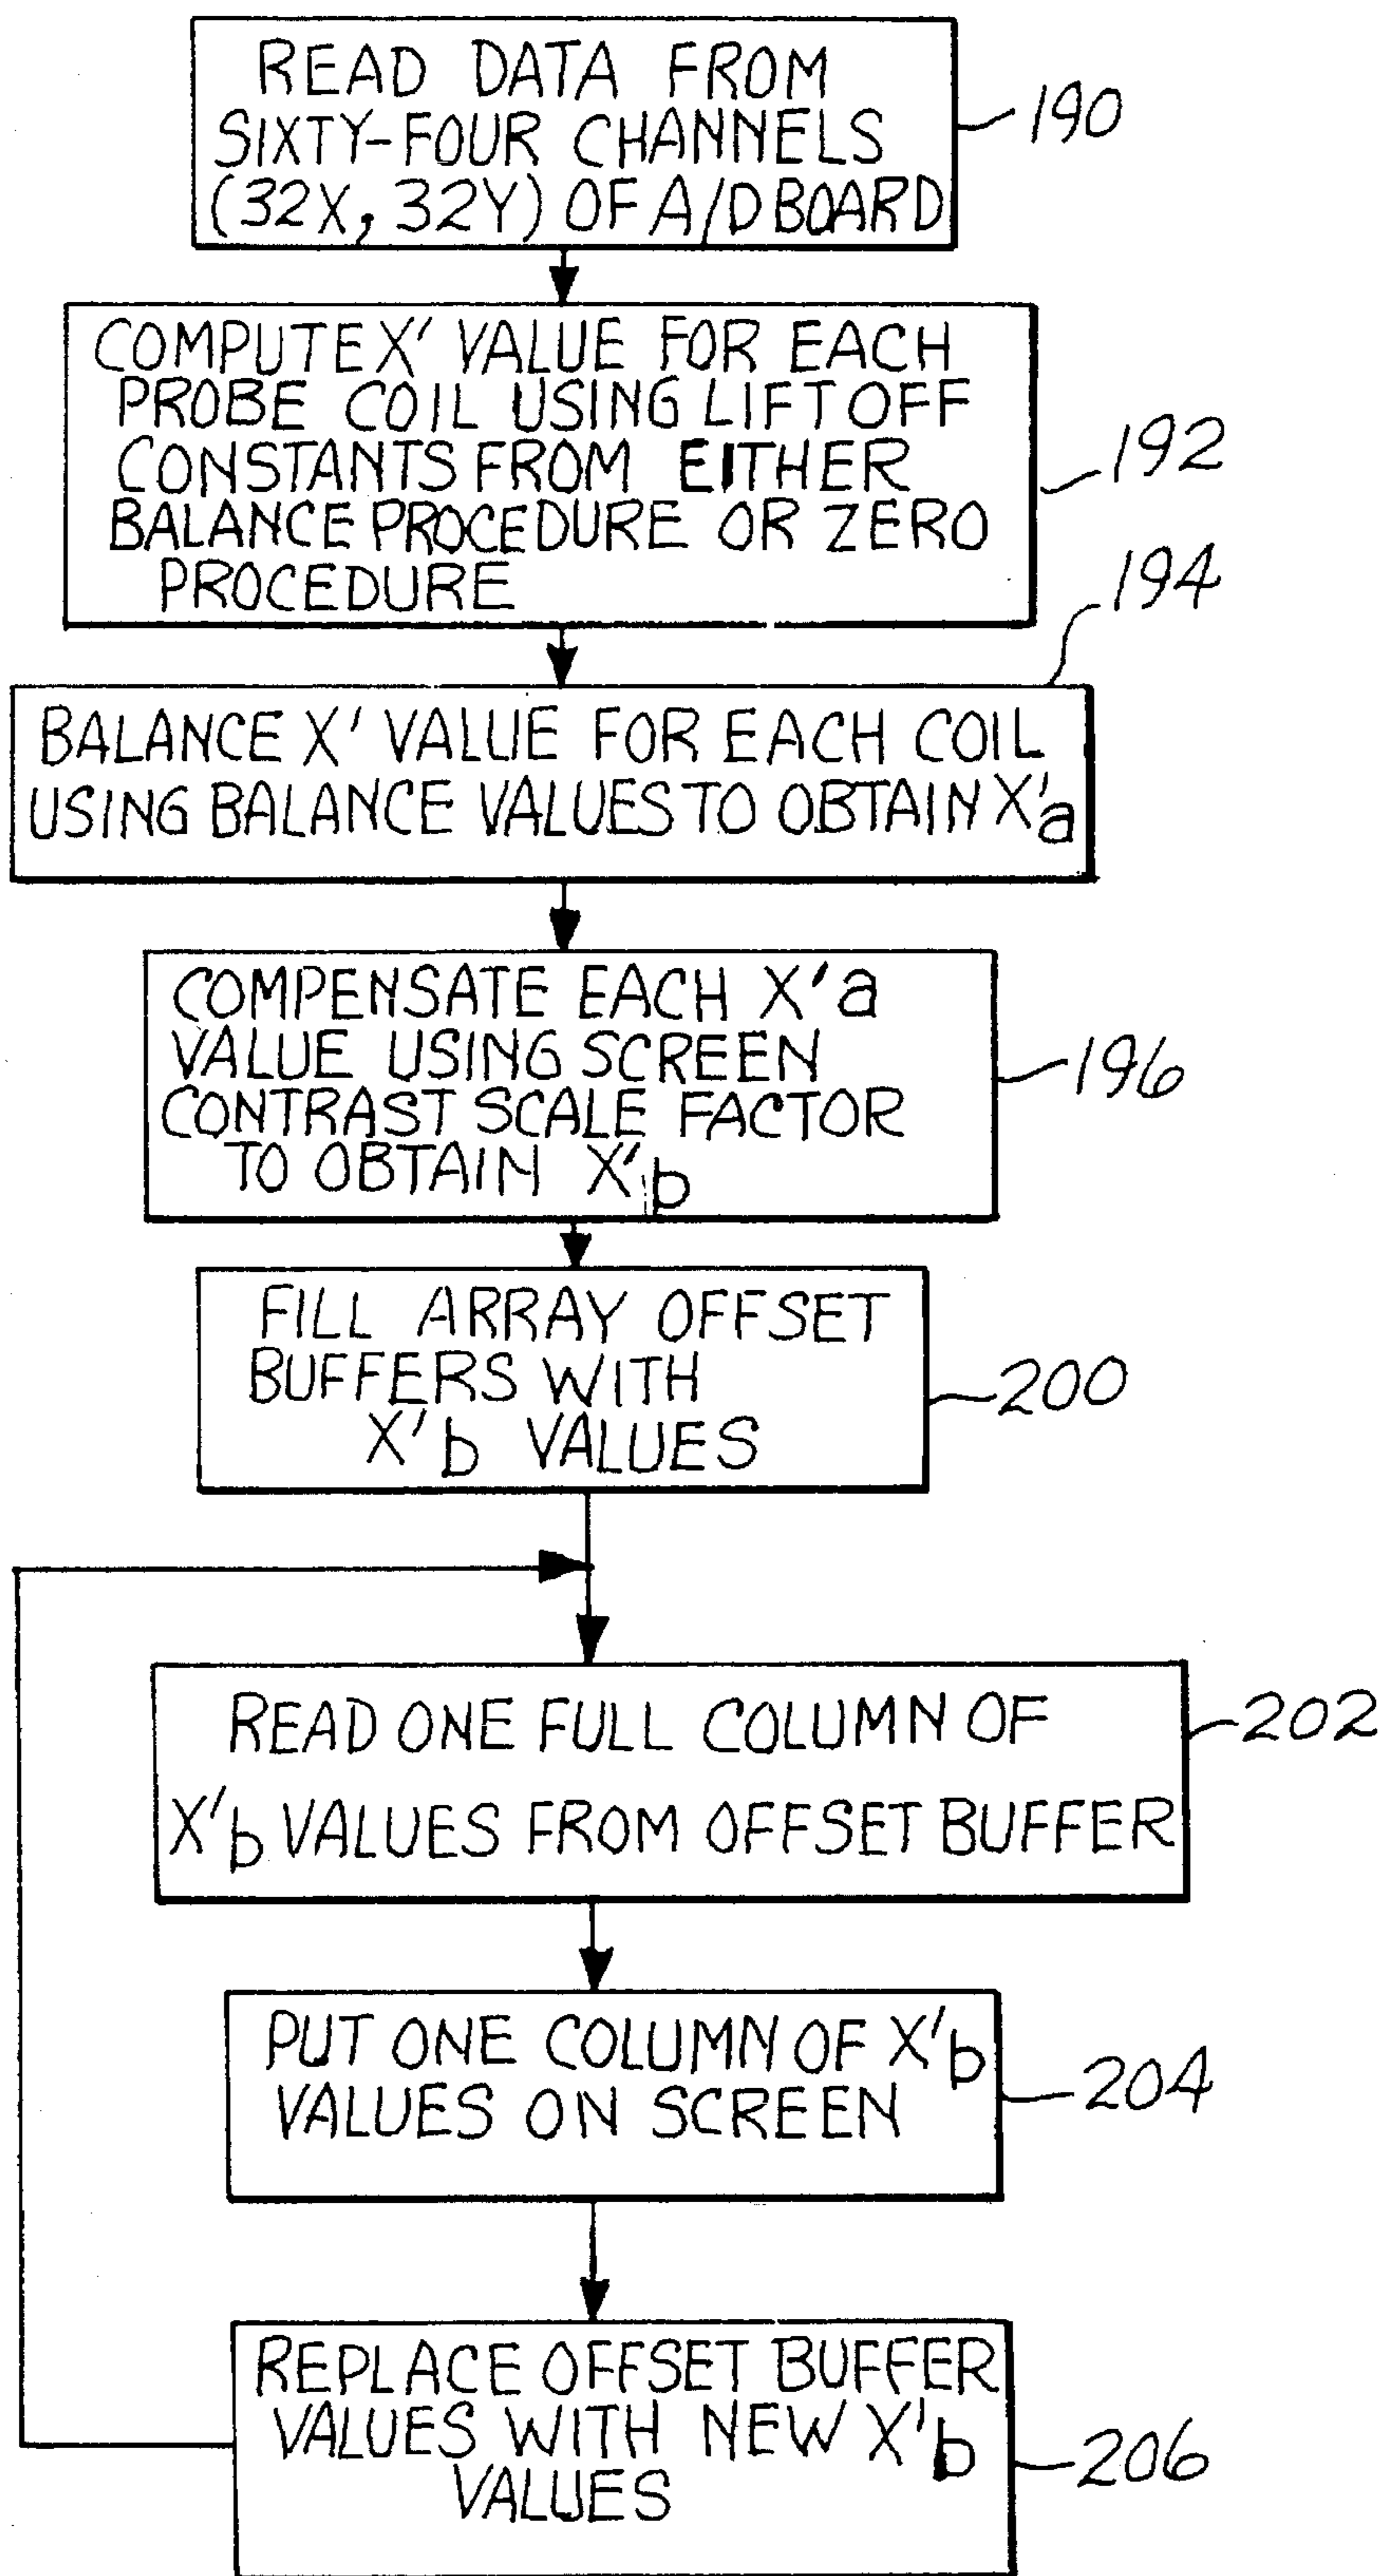 READ DATA FROM
SIXTY-FOUR CHANNELS
(32X, 32Y) OF A/D BOARD
190
COMPUTE X' VALUE FOR EACH
PROBE COIL USING LIFT OFF
CONSTANTS FROM EITHER
BALANCE PROCEDURE OR ZERO
PROCEDURE
192
194
BALANCE X' VALUE FOR EACH COIL
USING BALANCE VALUES TO OBTAIN X'a
COMPENSATE EACH X'a
VALUE USING SCREEN
CONTRAST SCALE FACTOR
TO OBTAIN X'b
196
FILL ARRAY OFFSET
BUFFERS WITH
X'b VALUES
200
READ ONE FULL COLUMN OF
X'b VALUES FROM OFFSET BUFFER
202
PUT ONE COLUMN OF X'b
VALUES ON SCREEN
204
REPLACE OFFSET BUFFER
VALUES WITH NEW X'b
VALUES
206